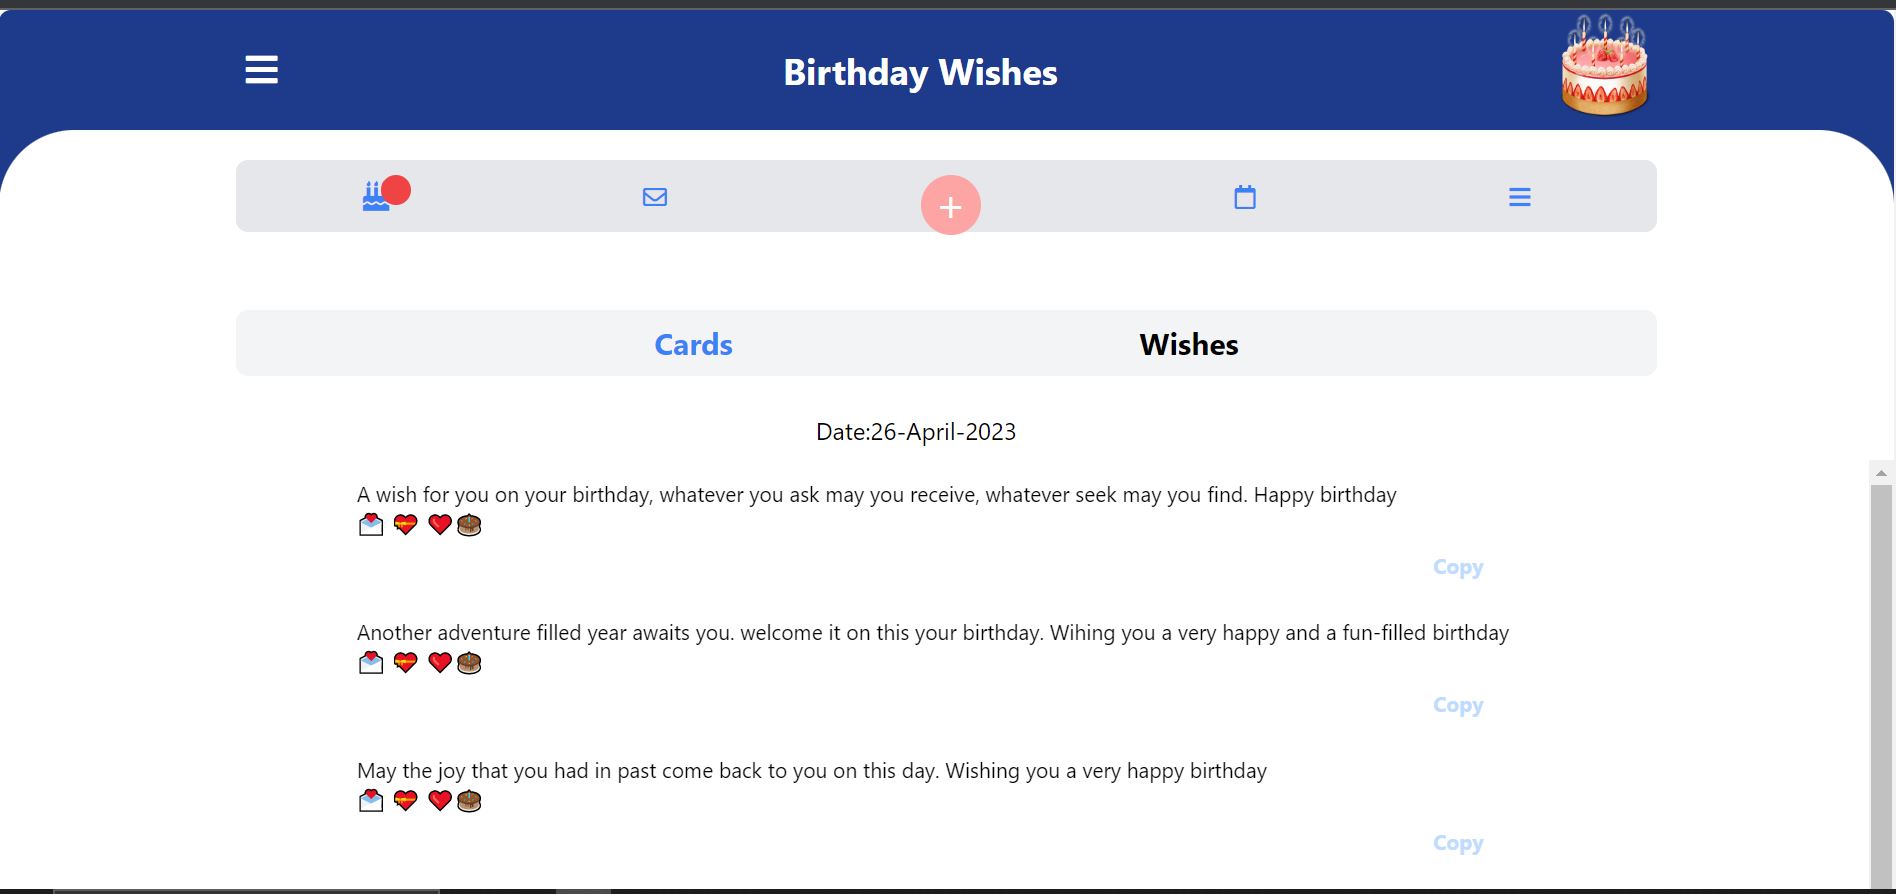 Birthday Wishes
Cards Wishes
Date:26-April-2023
A wish for you on your birthday, whatever you ask may you receive, whatever seek may you find. Happy birthday
Copy
Another adventure filled year awaits you. welcome it on this your birthday. Wihing you a very happy and a fun-filled birthday
Copy
May the joy that you had in past come back to you on this day. Wishing you a very happy birthday
Copy